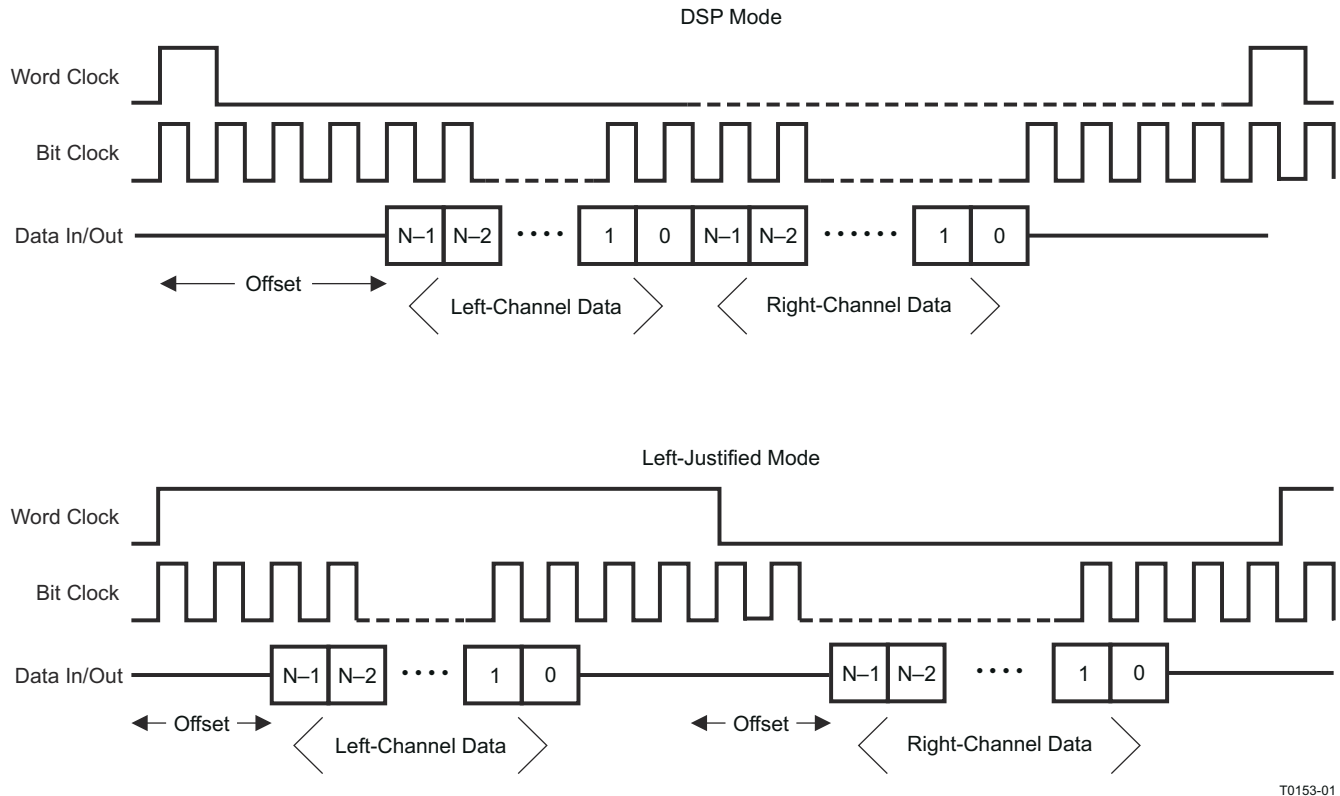 DSP Mode
Word Clock
Bit Clock
Data In/Out
N–1 N–2 •••• 1 0 N–1 N–2 •••••• 1 0
Offset
Left-Channel Data
Right-Channel Data
Left-Justified Mode
Word Clock
Bit Clock
Data In/Out
N–1 N–2 •••• 1 0 N–1 N–2 •••• 1 0
Offset
Offset
Left-Channel Data
Right-Channel Data
T0153-01